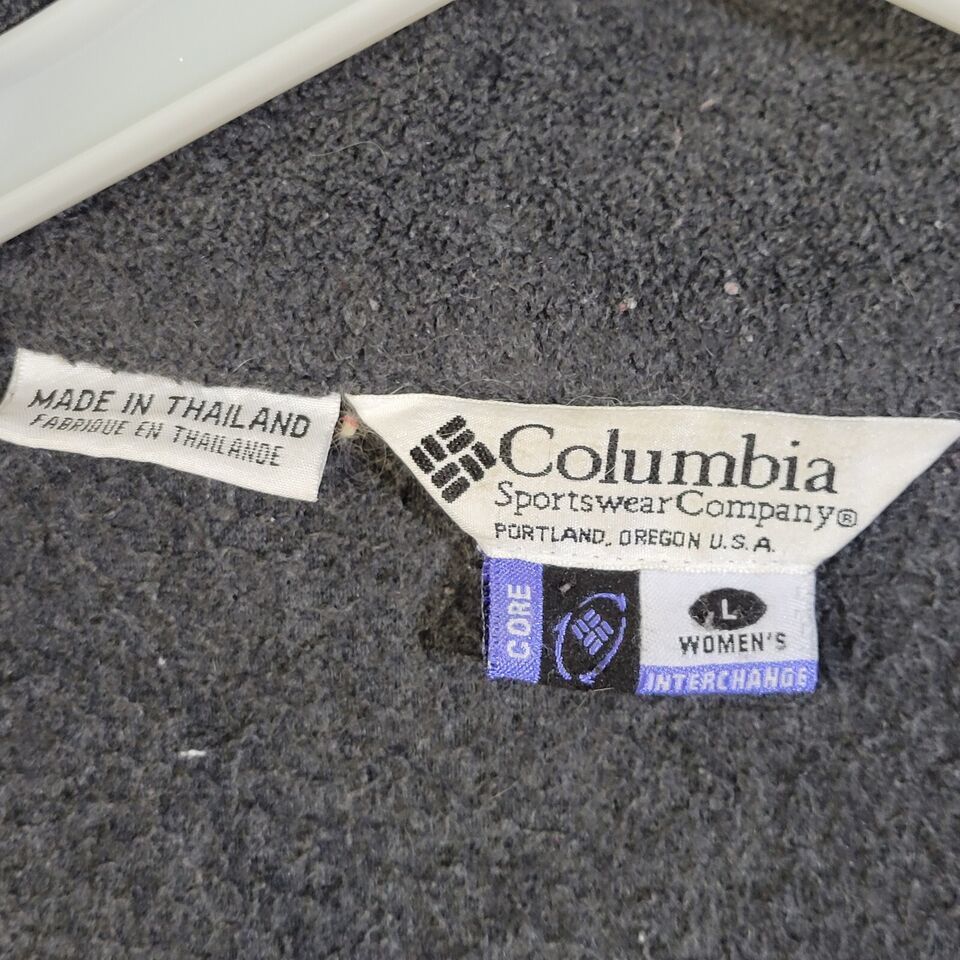 MADE IN THAILAND
FABRIQUE EN THAILANDE
Columbia
Sportswear Company®
PORTLAND, OREGON U.S.A.
CORE
L
WOMEN'S
INTERCHANGE